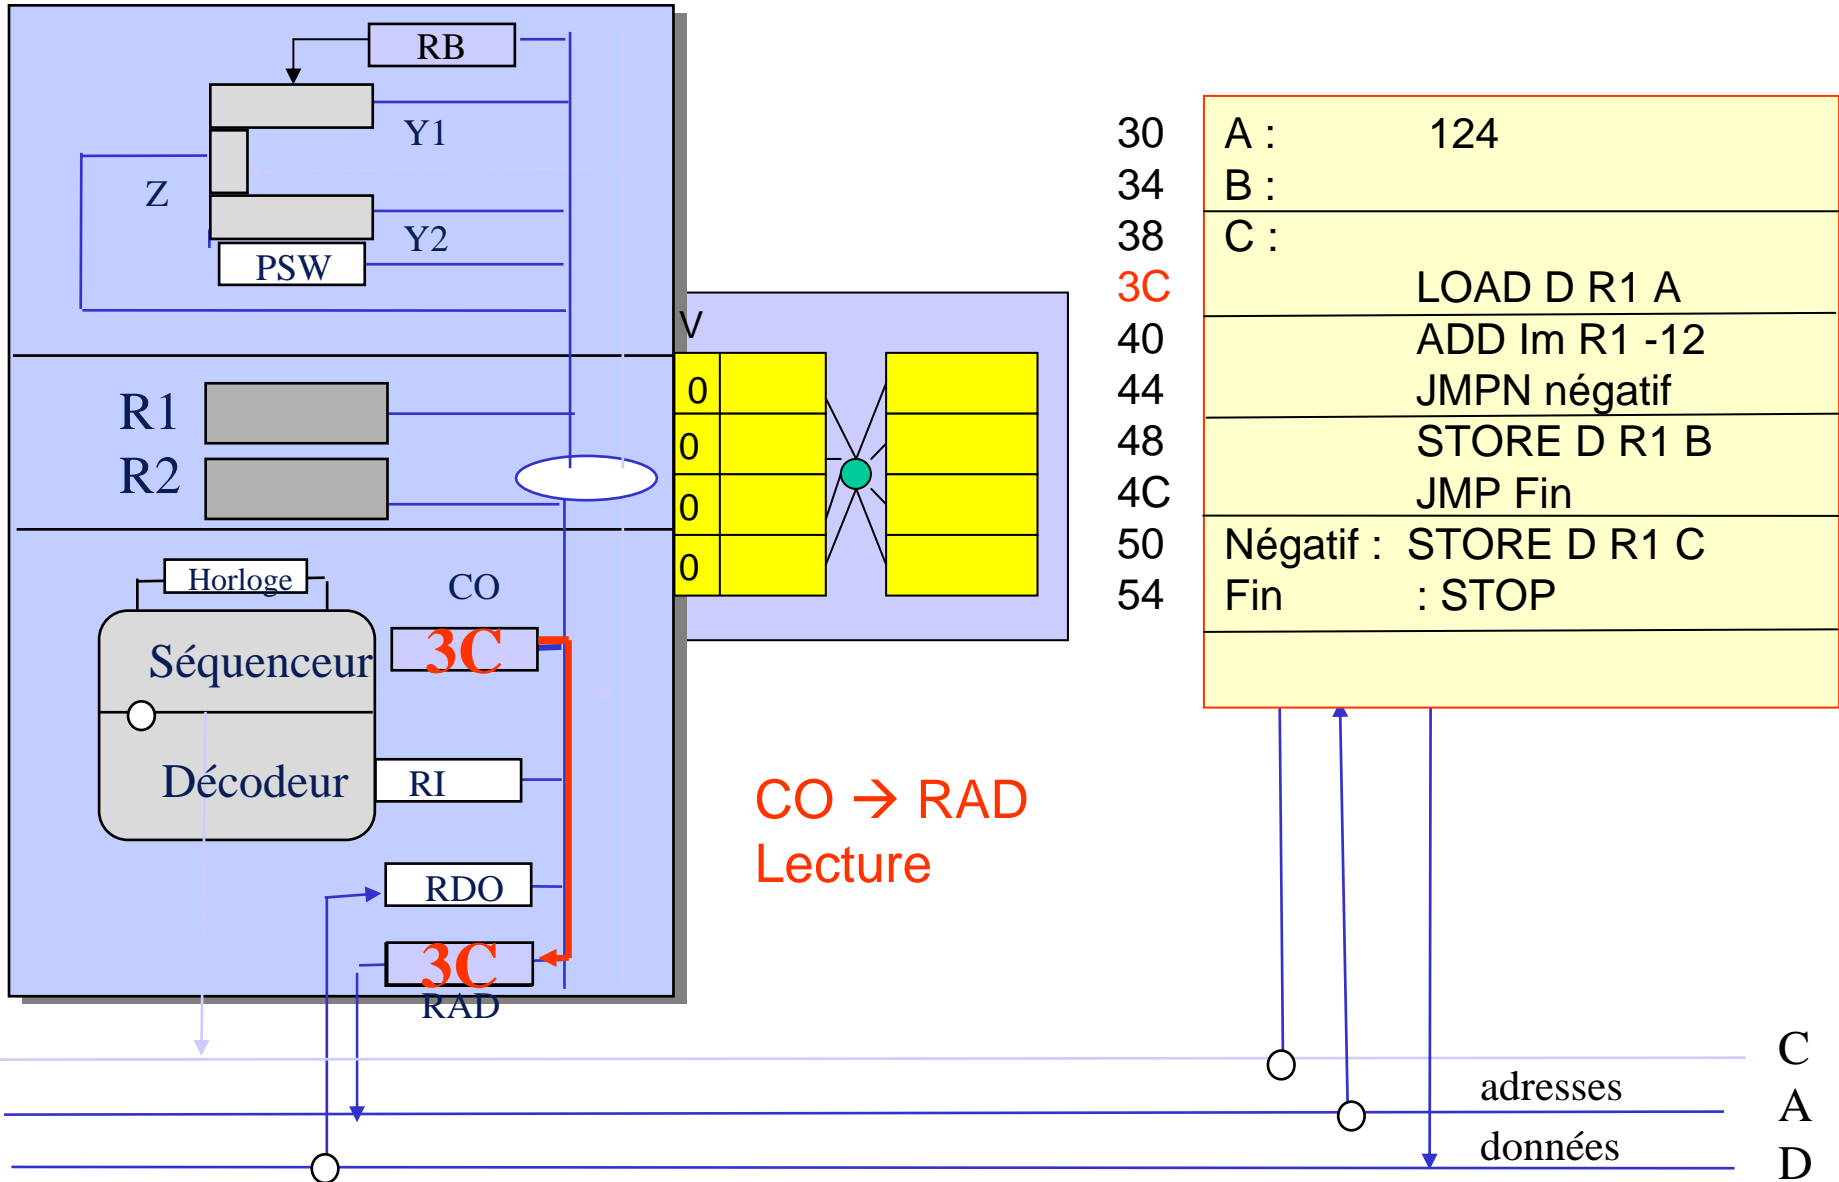 RB
Y1
Z
Y2
PSW
R1
R2
V
0
0
0
0
Horloge
CO
3C
Séquenceur
Décodeur
RI
RDO
3C
RAD
CO → RAD
Lecture
30 A : 124
34 B :
38 C :
3C LOAD D R1 A
40 ADD Im R1 -12
44 JMPN négatif
48 STORE D R1 B
4C JMP Fin
50 Négatif : STORE D R1 C
54 Fin : STOP
C
adresses
A
données
D